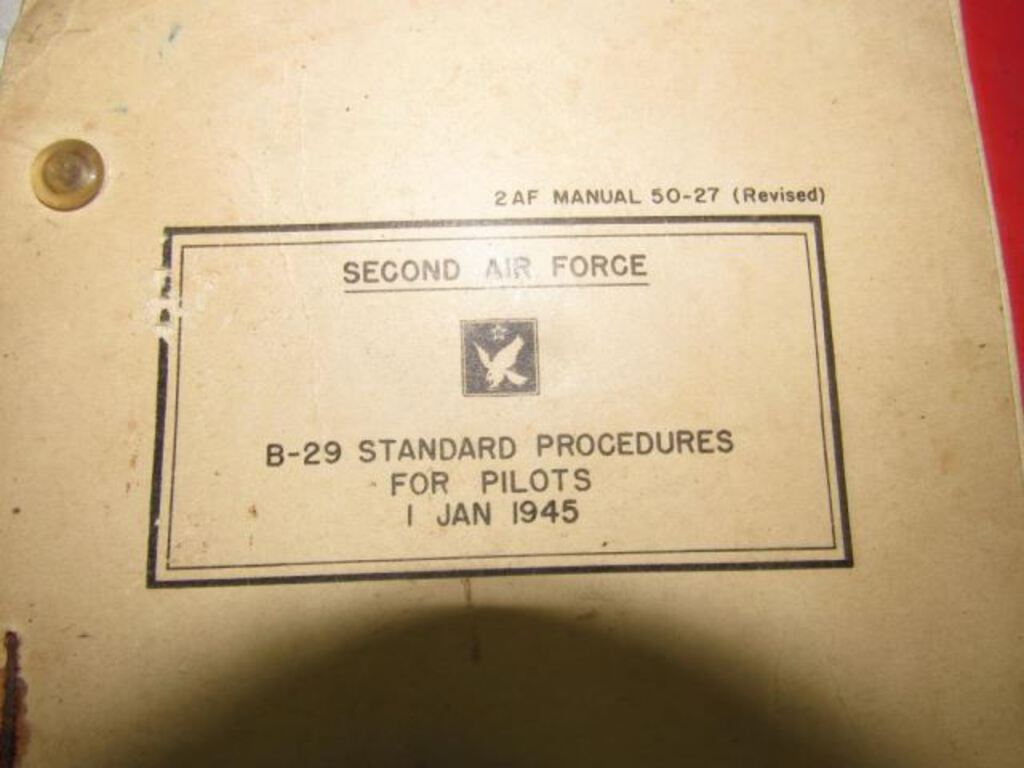 2AF MANUAL 50-27 (Revised)
SECOND AIR FORCE
B-29 STANDARD PROCEDURES
FOR PILOTS
1 JAN 1945